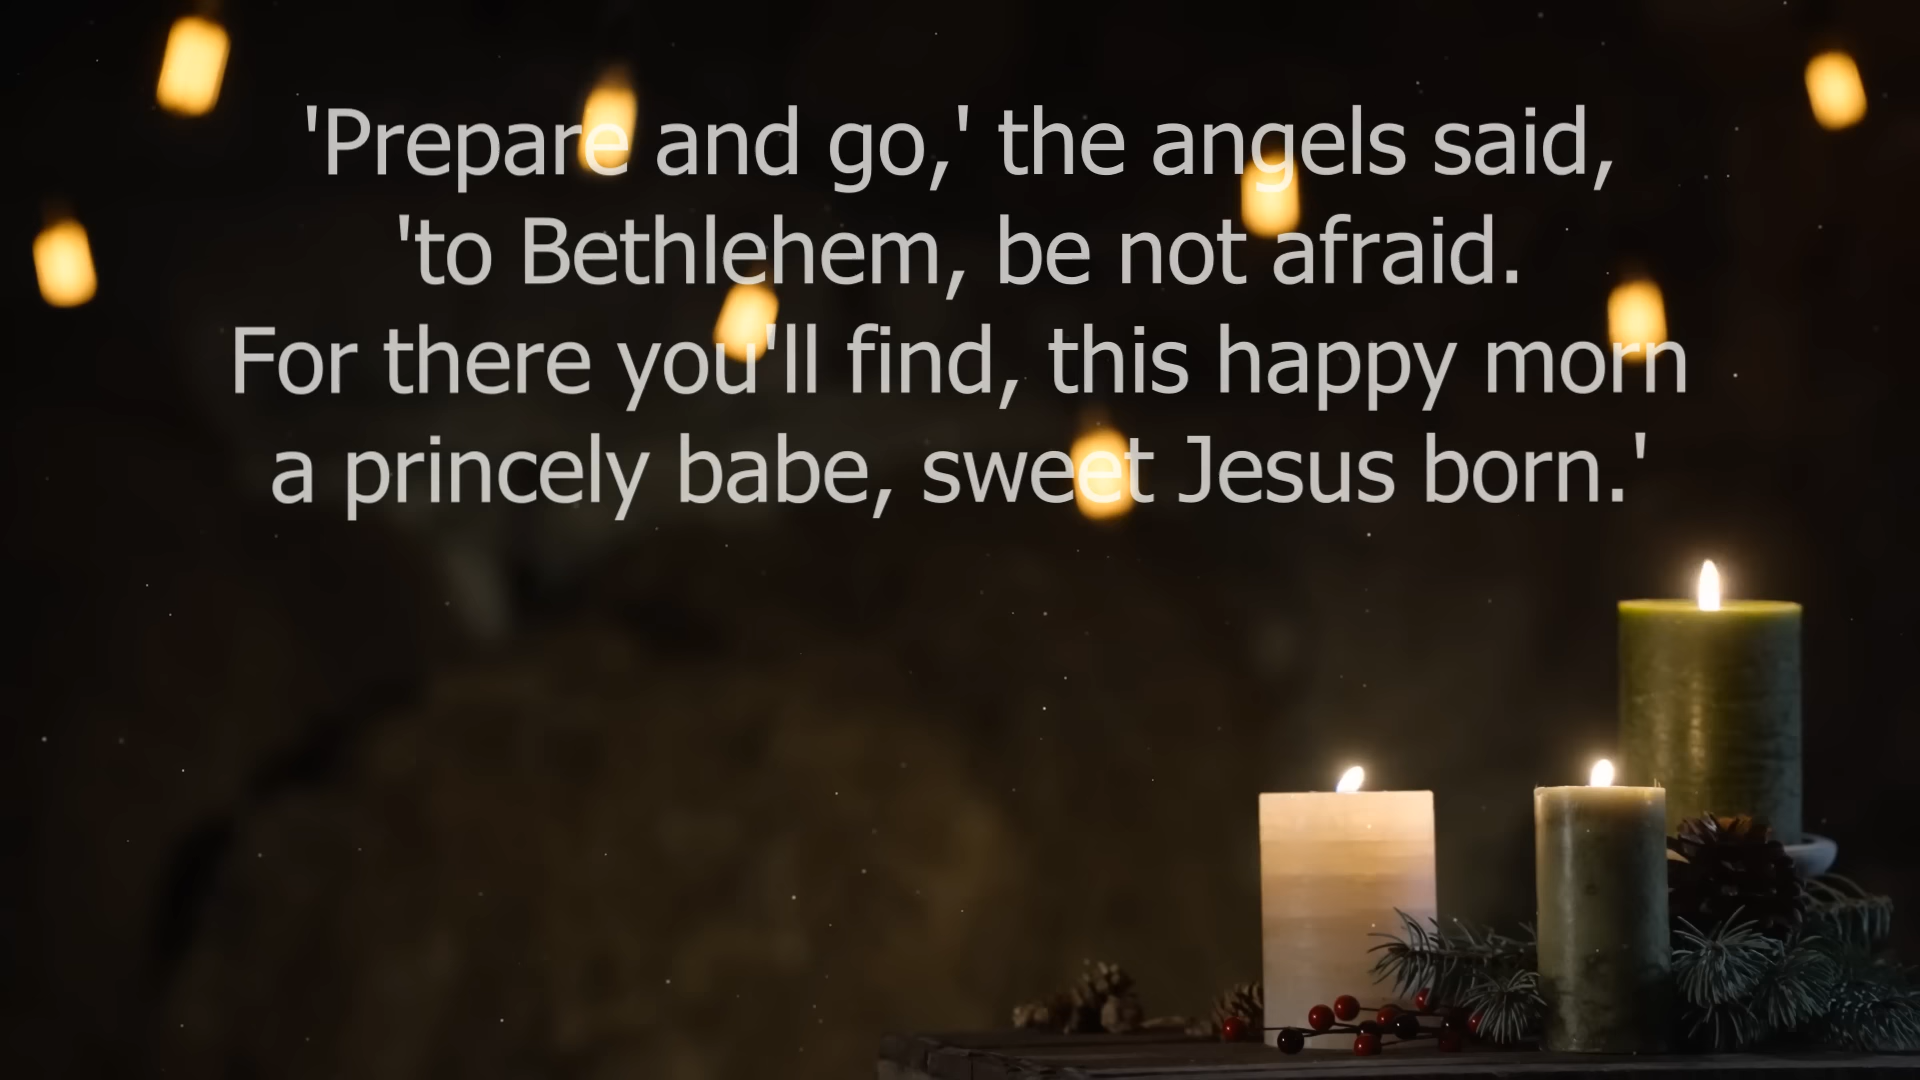 'Prepare and go,' the angels said,
'to Bethlehem, be not afraid.
For there you'll find, this happy morn
a princely babe, sweet Jesus born.'